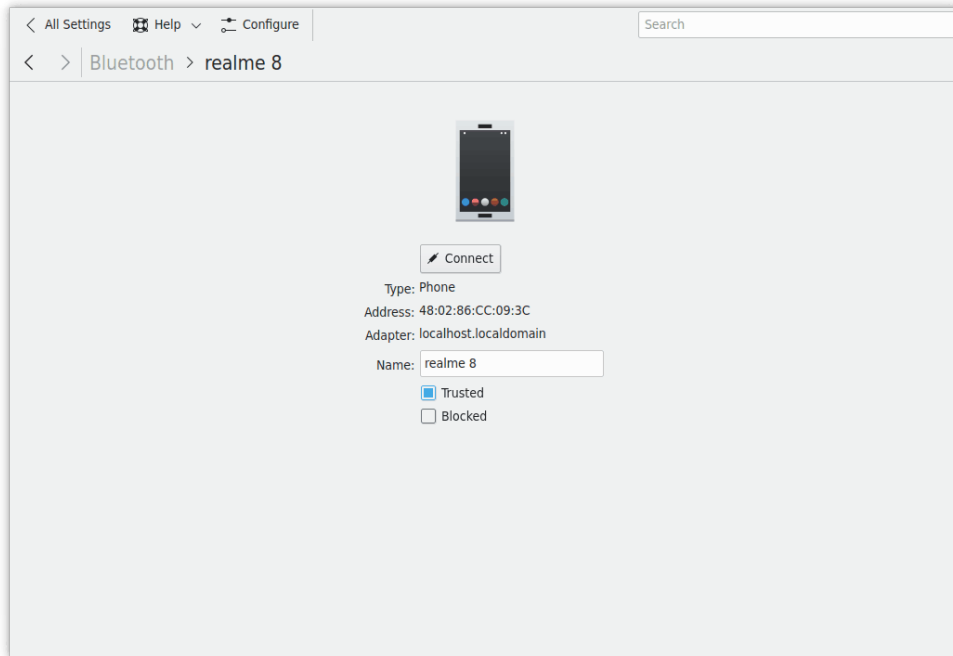 All Settings Help Configure Search
Bluetooth > realme 8
Connect
Type: Phone
Address: 48:02:86:CC:09:3C
Adapter: localhost.localdomain
Name: realme 8
Trusted
Blocked